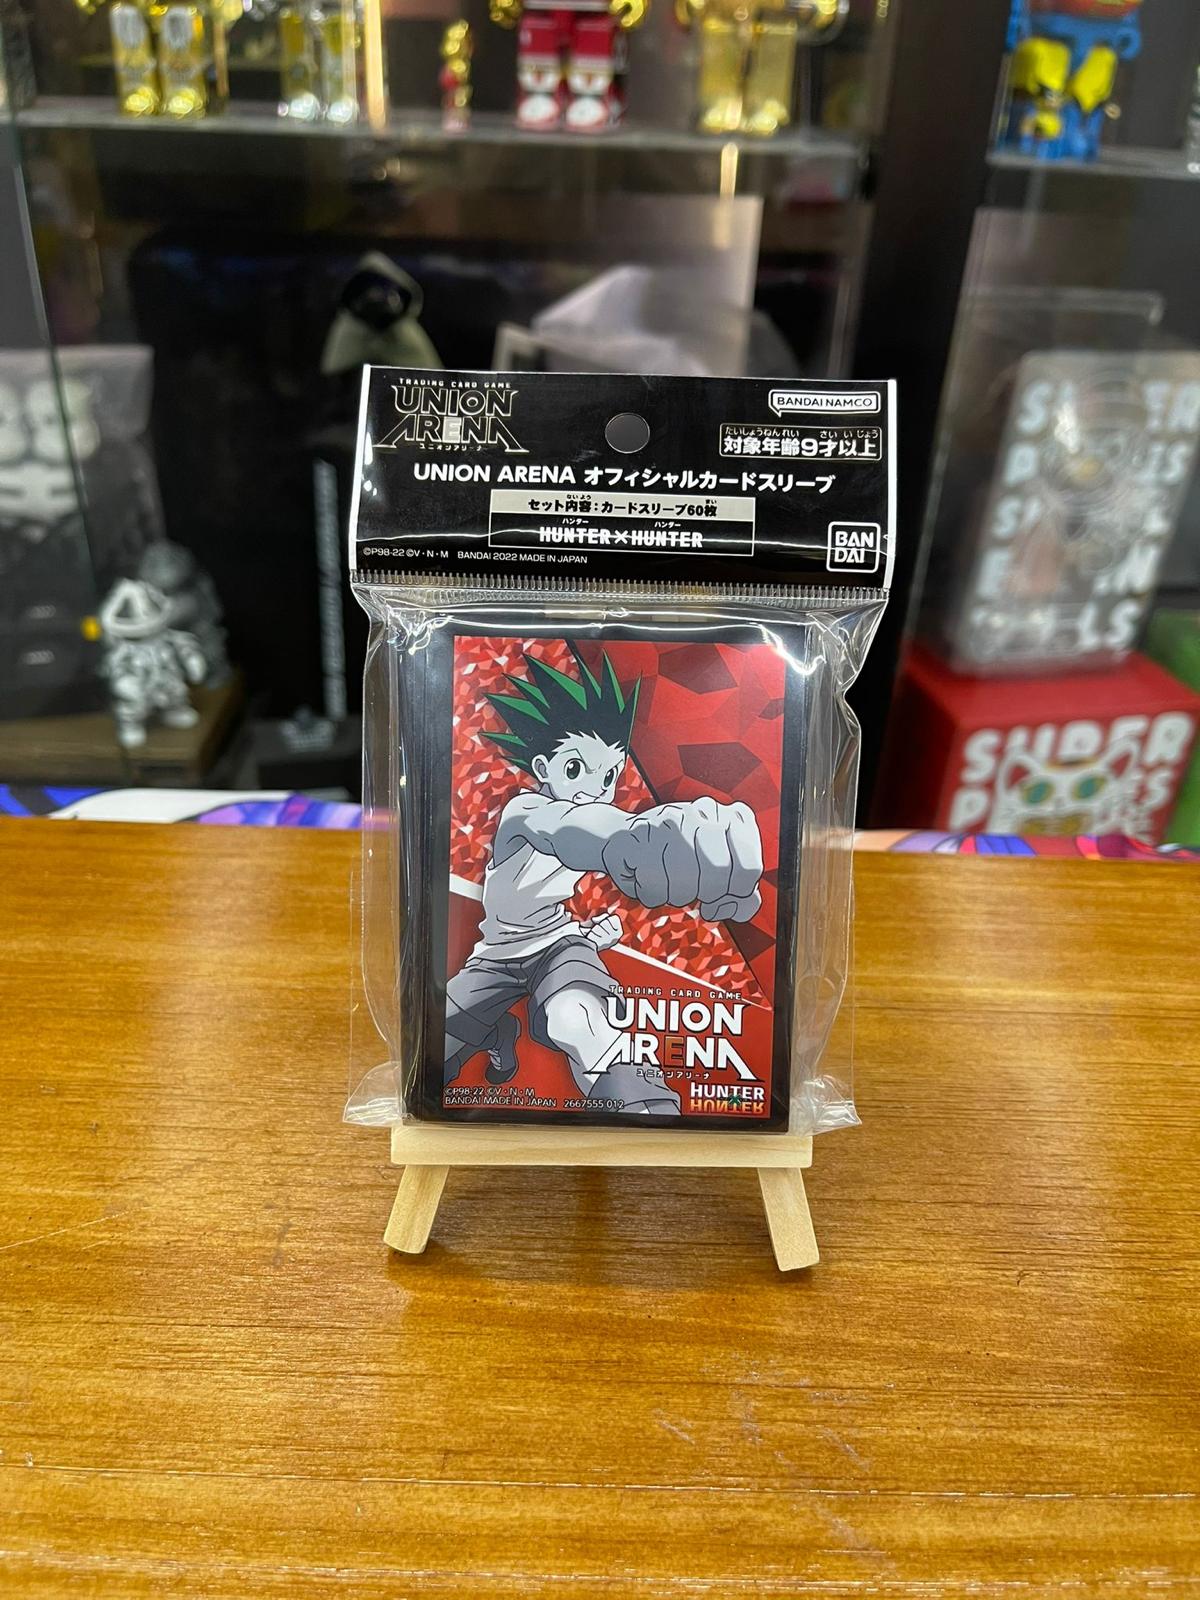 TRADING CARD GAME
UNION
ARENA
ユニオンアリーナ
BANDAI NAMCO
たいしょうねんれい さい いじょう
対象年齢9才以上
UNION ARENA オフィシャルカードスリーブ
ないよう まい
セット内容:カードスリーブ60枚
ハンター ハンター
HUNTER×HUNTER
©P98-22 ©V・N・M BANDAI 2022 MADE IN JAPAN
BAN
DAI
TRADING CARD GAME
UNION
ARENA
ユニオンアリーナ
©P98-22 ©V・N・M
BANDAI MADE IN JAPAN 2667555 012
HUNTER
×
HUNTER
SUPER